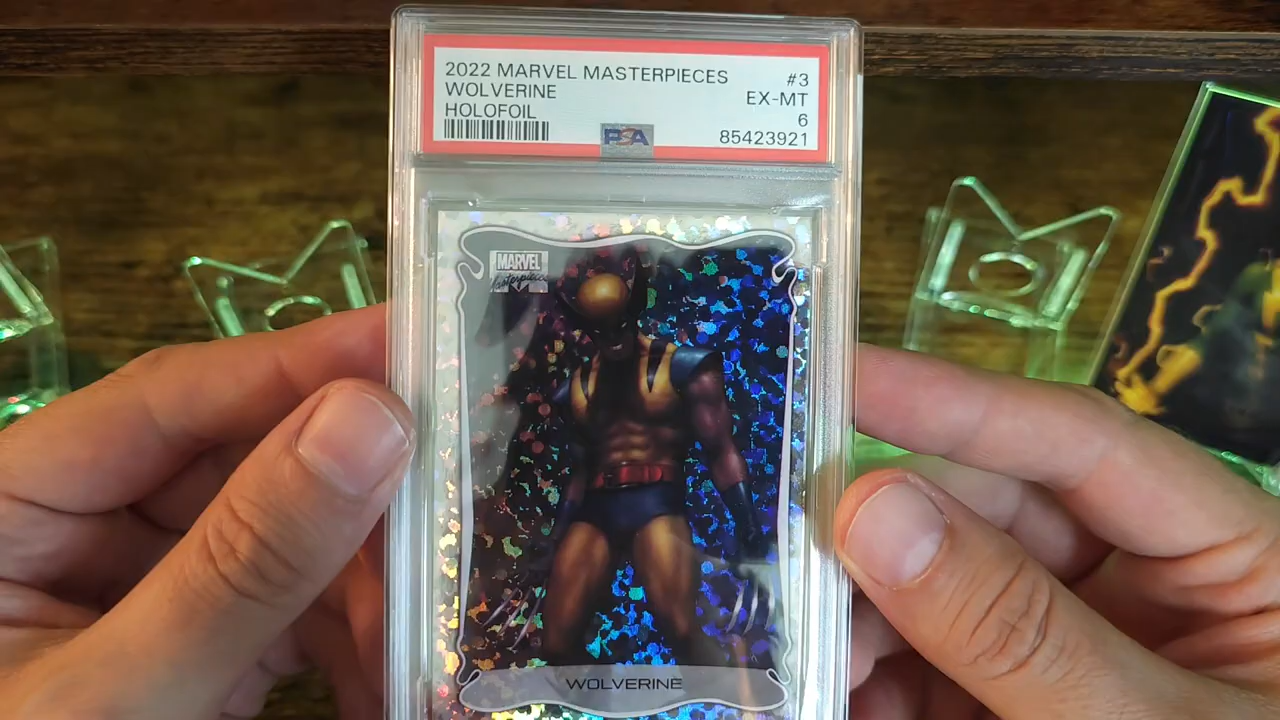 2022 MARVEL MASTERPIECES #3
WOLVERINE EX-MT
HOLOFOIL 6
PSA 85423921
MARVEL
Masterpieces
WOLVERINE